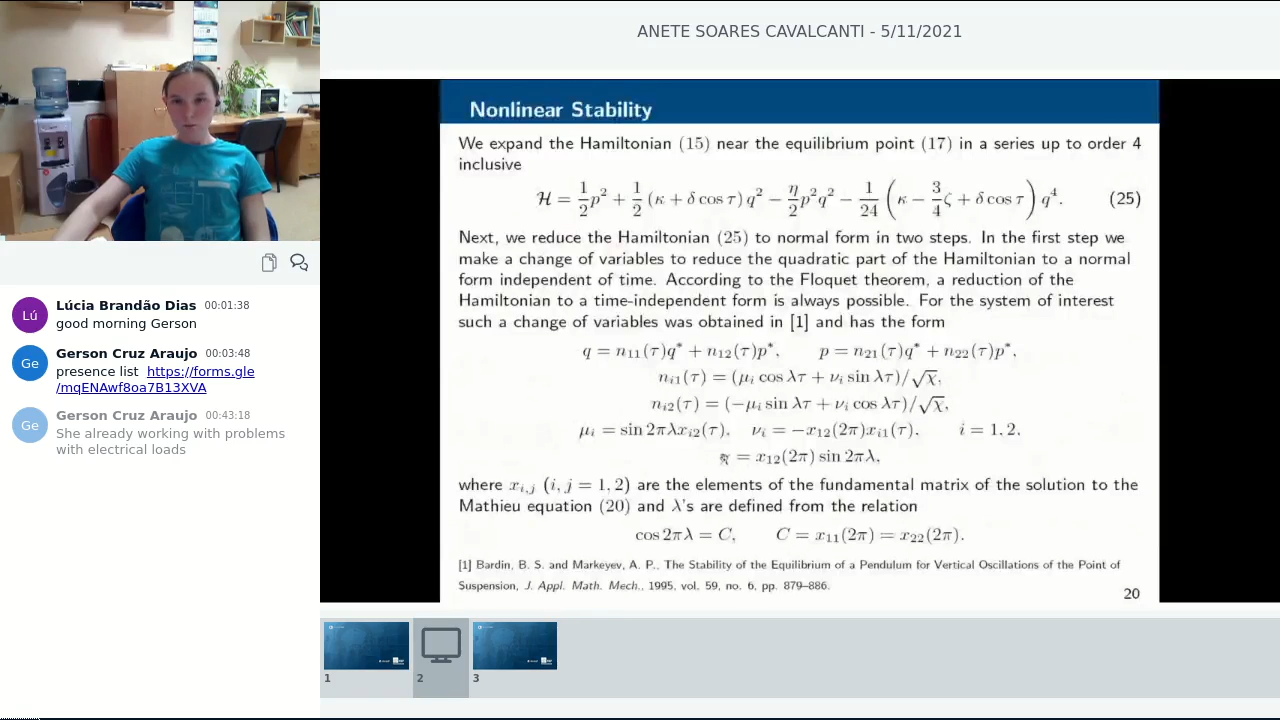 ANETE SOARES CAVALCANTI - 5/11/2021
Nonlinear Stability
We expand the Hamiltonian (15) near the equilibrium point (17) in a series up to order 4
inclusive
ℋ = 1/2 p² + 1/2 (κ + δ cos τ) q² − η/2 p²q² − 1/24 (κ − 3/4 ζ + δ cos τ) q⁴. (25)
Next, we reduce the Hamiltonian (25) to normal form in two steps. In the first step we
make a change of variables to reduce the quadratic part of the Hamiltonian to a normal
form independent of time. According to the Floquet theorem, a reduction of the
Hamiltonian to a time-independent form is always possible. For the system of interest
such a change of variables was obtained in [1] and has the form
q = n₁₁(τ)q* + n₁₂(τ)p*, p = n₂₁(τ)q* + n₂₂(τ)p*,
nᵢ₁(τ) = (μᵢ cos λτ + νᵢ sin λτ)/√χ,
nᵢ₂(τ) = (−μᵢ sin λτ + νᵢ cos λτ)/√χ,
μᵢ = sin 2πλxᵢ₂(τ), νᵢ = −x₁₂(2π)xᵢ₁(τ), i = 1, 2,
= x₁₂(2π) sin 2πλ,
where xᵢ,ⱼ (i, j = 1, 2) are the elements of the fundamental matrix of the solution to the
Mathieu equation (20) and λ's are defined from the relation
cos 2πλ = C, C = x₁₁(2π) = x₂₂(2π).
[1] Bardin, B. S. and Markeyev, A. P., The Stability of the Equilibrium of a Pendulum for Vertical Oscillations of the Point of
Suspension, J. Appl. Math. Mech., 1995, vol. 59, no. 6, pp. 879–886.
20
Lú
Lúcia Brandão Dias 00:01:38
good morning Gerson
Ge
Gerson Cruz Araujo 00:03:48
presence list https://forms.gle
/mqENAwf8oa7B13XVA
Ge
Gerson Cruz Araujo 00:43:18
She already working with problems
with electrical loads
1
2
3